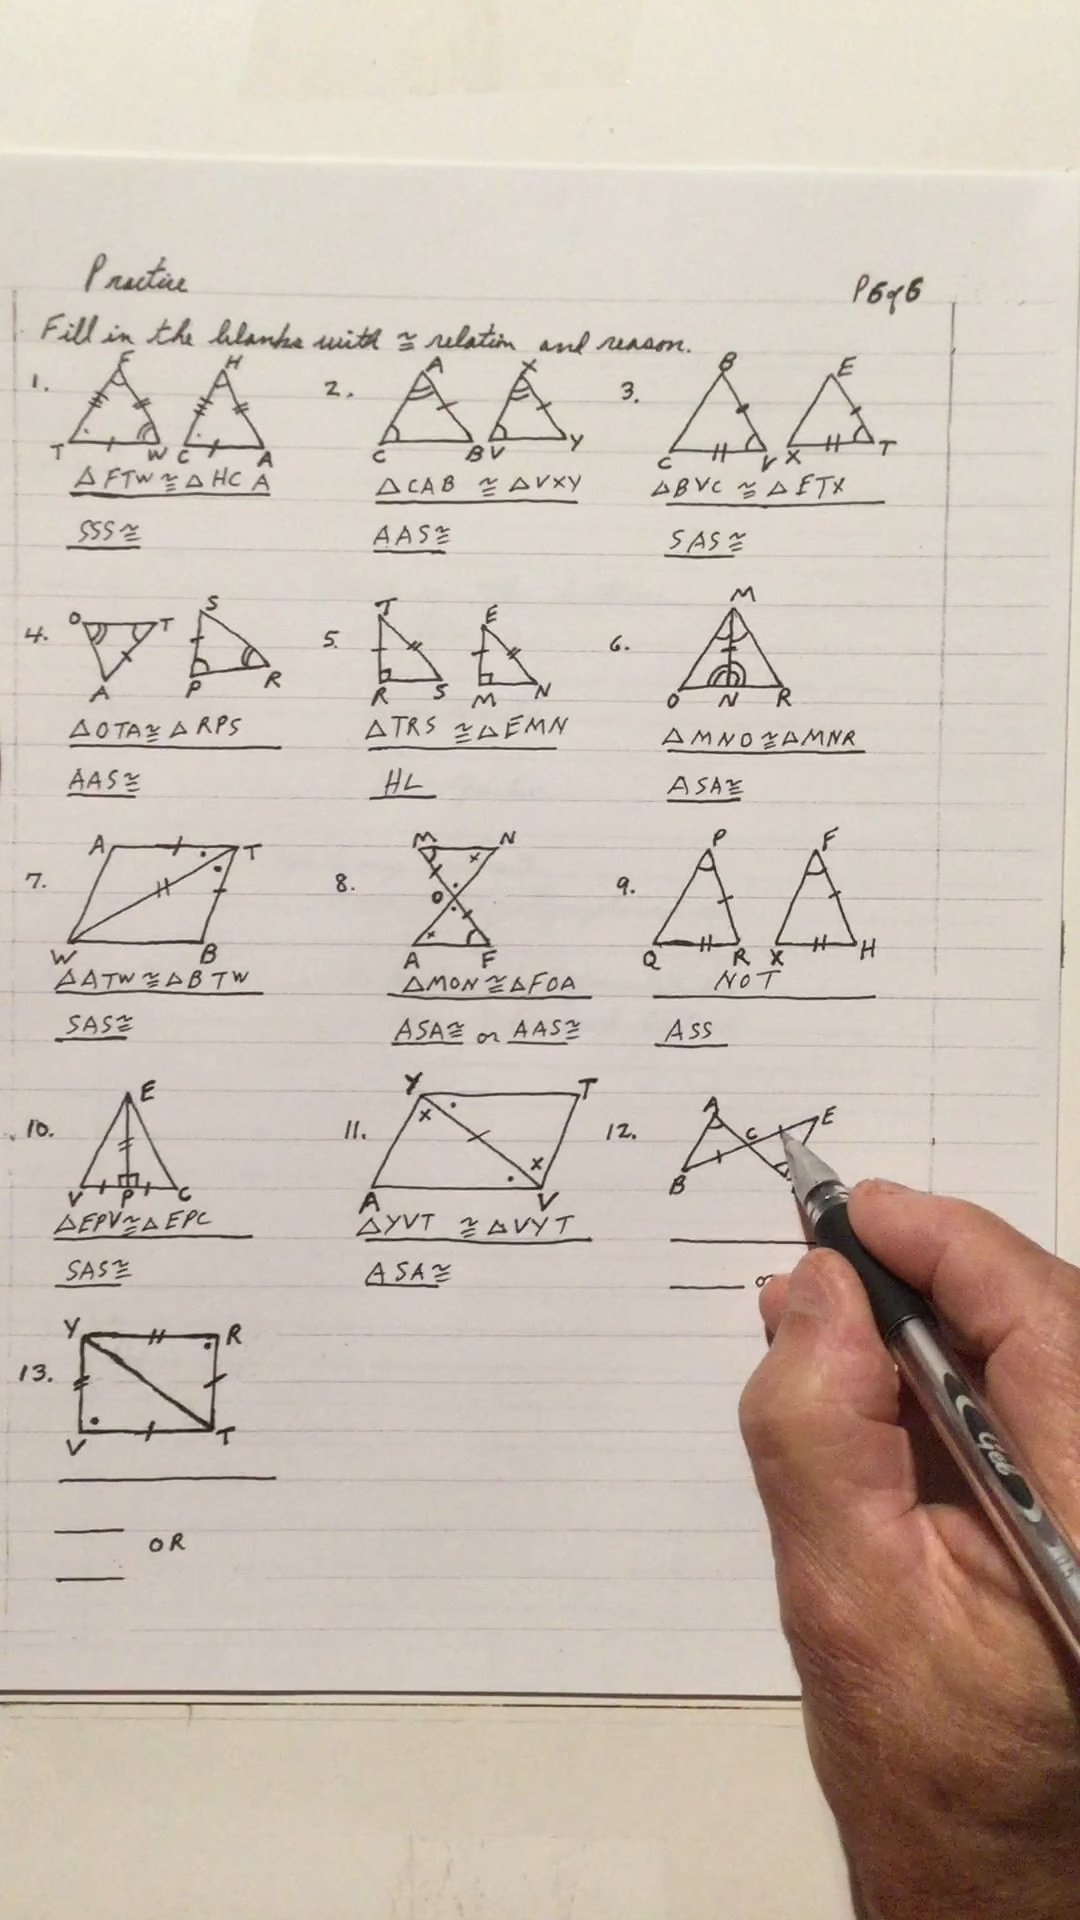 Practice
P6 of 6
Fill in the blanks with ≅ relation and reason.
1.
F
T
W
H
C
A
△FTW ≅ △HCA
SSS≅
2.
A
C
B
X
V
Y
△CAB ≅ △VXY
AAS≅
3.
B
C
V
E
X
T
△BVC ≅ △ETX
SAS≅
4.
O
T
A
S
P
R
△OTA ≅ △RPS
AAS≅
5.
T
R
S
E
M
N
△TRS ≅ △EMN
HL
6.
M
O
N
R
△MNO ≅ △MNR
ASA≅
7.
A
T
W
B
△ATW ≅ △BTW
SAS≅
8.
M
N
x
O
x
A
F
△MON ≅ △FOA
ASA≅ or AAS≅
9.
P
Q
R
F
X
H
NOT
ASS
10.
E
V
P
C
△EPV ≅ △EPC
SAS≅
11.
Y
T
x
x
A
V
△YVT ≅ △VYT
ASA≅
12.
A
E
C
B
13.
Y
R
V
T
OR
Gel